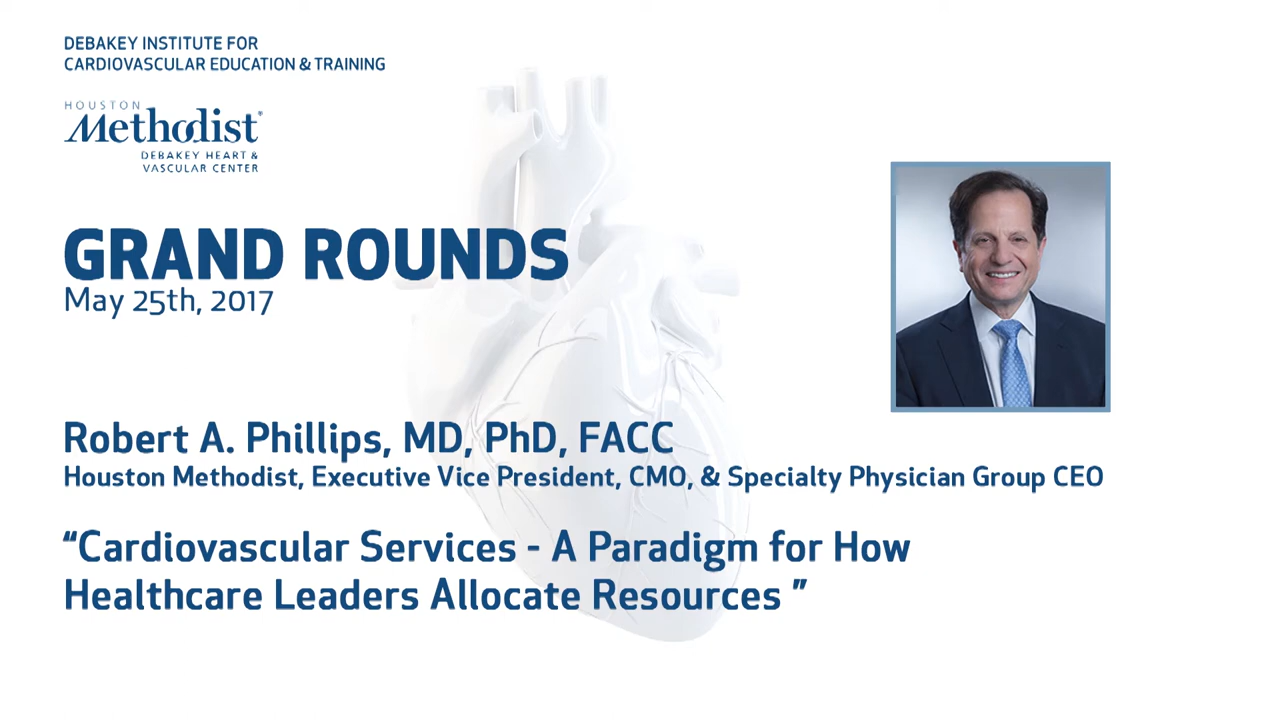 DEBAKEY INSTITUTE FOR
CARDIOVASCULAR EDUCATION & TRAINING
HOUSTON
Methodist®
DEBAKEY HEART &
VASCULAR CENTER
GRAND ROUNDS
May 25th, 2017
Robert A. Phillips, MD, PhD, FACC
Houston Methodist, Executive Vice President, CMO, & Specialty Physician Group CEO
“Cardiovascular Services - A Paradigm for How
Healthcare Leaders Allocate Resources ”